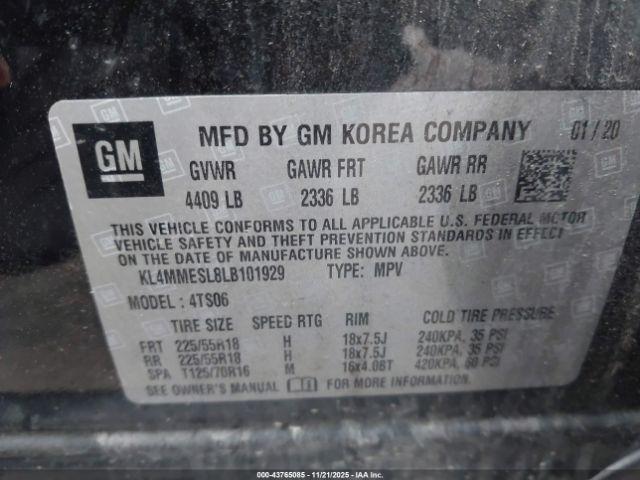 GM MFD BY GM KOREA COMPANY 01/20
GVWR GAWR FRT GAWR RR
4409 LB 2336 LB 2336 LB
THIS VEHICLE CONFORMS TO ALL APPLICABLE U.S. FEDERAL MOTOR
VEHICLE SAFETY AND THEFT PREVENTION STANDARDS IN EFFECT
ON THE DATE OF MANUFACTURE SHOWN ABOVE.
KL4MMESL8LB101929 TYPE: MPV
MODEL: 4TS06
TIRE SIZE SPEED RTG RIM COLD TIRE PRESSURE
FRT 225/55R18 H 18x7.5J 240KPA, 35 PSI
RR 225/55R18 H 18x7.5J 240KPA, 35 PSI
SPA T125/70R16 M 16x4.0BT 420KPA, 60 PSI
SEE OWNER'S MANUAL FOR MORE INFORMATION
000-43765085 - 11/21/2025 - IAAI.CA